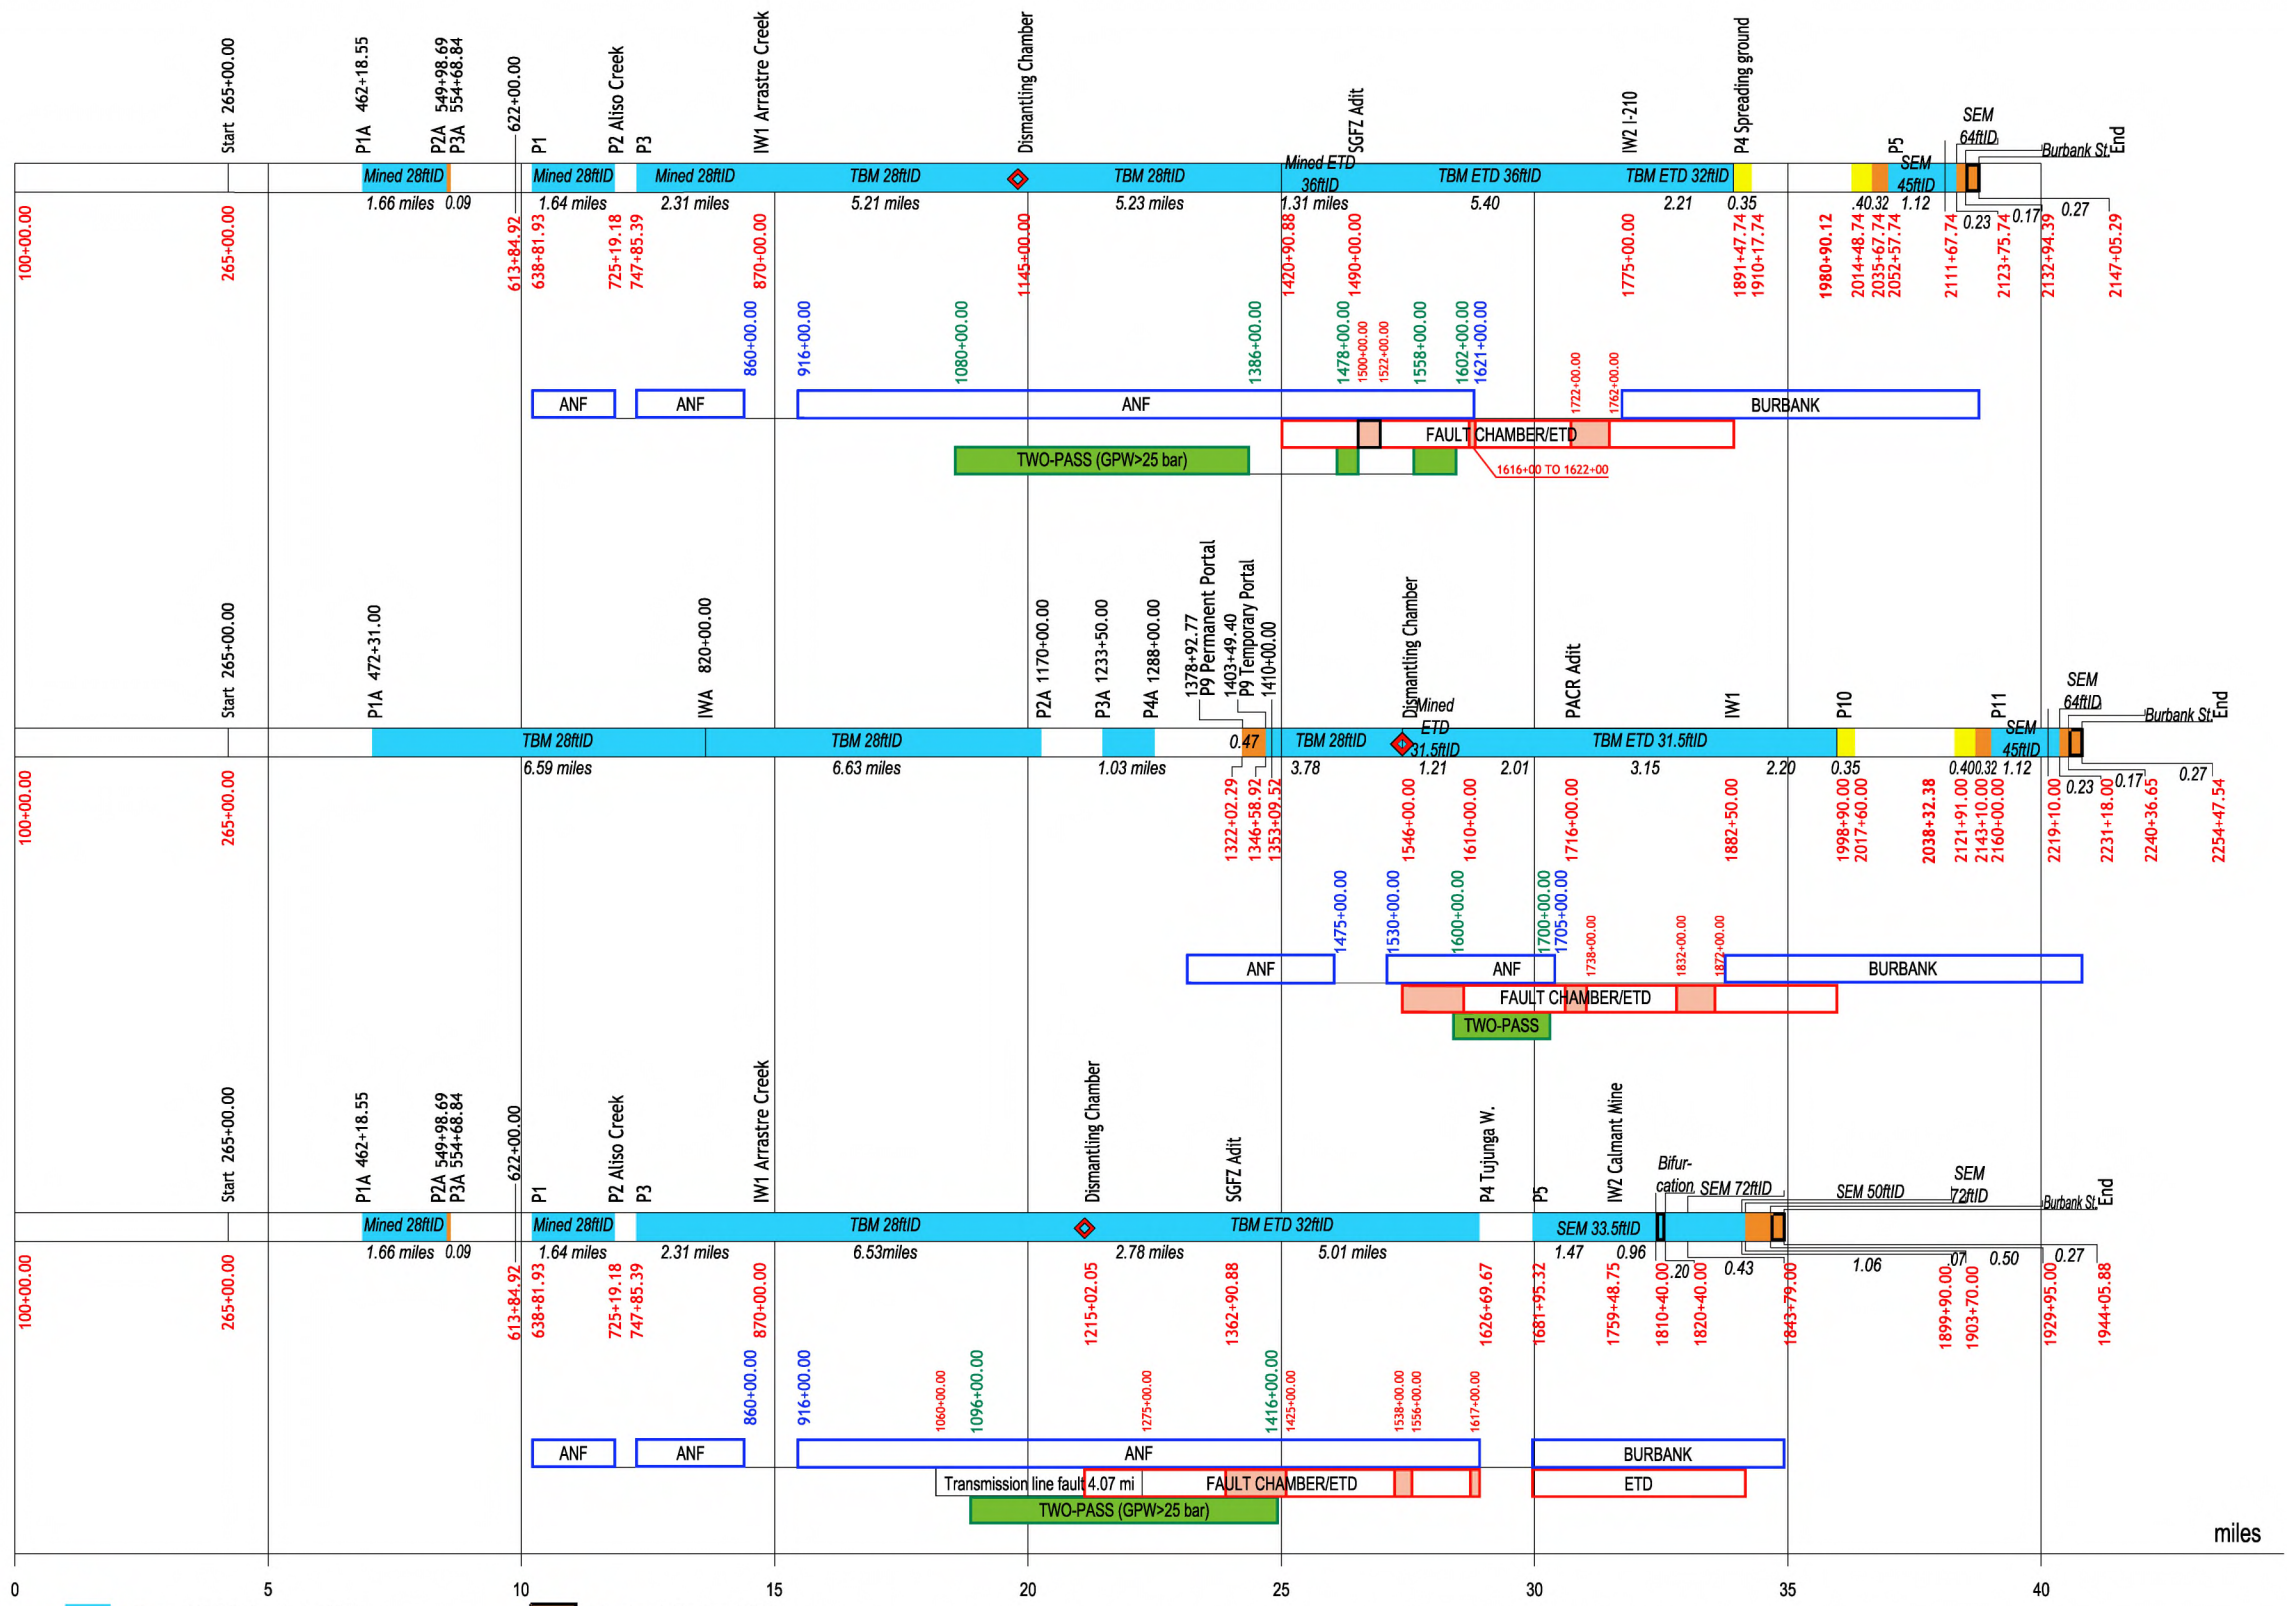 Start 265+00.00
P1A 462+18.55
P2A 549+98.69
P3A 554+68.84
622+00.00
P1
P2 Aliso Creek
P3
IW1 Arrastre Creek
Dismantling Chamber
SGFZ Adit
IW2 I-210
P4 Spreading ground
P5
SEM
64ftID
Burbank St.
End
Mined 28ftID
Mined 28ftID
Mined 28ftID
TBM 28ftID
TBM 28ftID
Mined ETD
36ftID
TBM ETD 36ftID
TBM ETD 32ftID
SEM
45ftID
1.66 miles
0.09
1.64 miles
2.31 miles
5.21 miles
5.23 miles
1.31 miles
5.40
2.21
0.35
.40
0.32
1.12
0.23
0.17
0.27
100+00.00
265+00.00
613+84.92
638+81.93
725+19.18
747+85.39
870+00.00
1145+00.00
1420+90.88
1490+00.00
1775+00.00
1891+47.74
1910+17.74
1980+90.12
2014+48.74
2035+67.74
2052+57.74
2111+67.74
2123+75.74
2132+94.39
2147+05.29
860+00.00
916+00.00
1080+00.00
1386+00.00
1478+00.00
1500+00.00
1522+00.00
1558+00.00
1602+00.00
1621+00.00
1722+00.00
1762+00.00
ANF
ANF
ANF
BURBANK
FAULT CHAMBER/ETD
TWO-PASS (GPW>25 bar)
1616+00 TO 1622+00
Start 265+00.00
P1A 472+31.00
IWA 820+00.00
P2A 1170+00.00
P3A 1233+50.00
P4A 1288+00.00
1378+92.77
P9 Permanent Portal
1403+49.40
P9 Temporary Portal
1410+00.00
Dismantling Chamber
PACR Adit
IW1
P10
P11
SEM
64ftID
Burbank St.
End
TBM 28ftID
TBM 28ftID
0.47
TBM 28ftID
Mined
ETD
31.5ftID
TBM ETD 31.5ftID
SEM
45ftID
6.59 miles
6.63 miles
1.03 miles
3.78
1.21
2.01
3.15
2.20
0.35
0.40
0.32
1.12
0.23
0.17
0.27
100+00.00
265+00.00
1322+02.29
1346+58.92
1353+09.52
1546+00.00
1610+00.00
1716+00.00
1882+50.00
1998+90.00
2017+60.00
2038+32.38
2121+91.00
2143+10.00
2160+00.00
2219+10.00
2231+18.00
2240+36.65
2254+47.54
1475+00.00
1530+00.00
1600+00.00
1700+00.00
1705+00.00
1738+00.00
1832+00.00
1872+00.00
ANF
ANF
BURBANK
FAULT CHAMBER/ETD
TWO-PASS
Start 265+00.00
P1A 462+18.55
P2A 549+98.69
P3A 554+68.84
622+00.00
P1
P2 Aliso Creek
P3
IW1 Arrastre Creek
Dismantling Chamber
SGFZ Adit
P4 Tujunga W.
P5
IW2 Calmant Mine
Bifur-
cation
SEM 72ftID
SEM 50ftID
SEM
72ftID
Burbank St.
End
Mined 28ftID
Mined 28ftID
TBM 28ftID
TBM ETD 32ftID
SEM 33.5ftID
1.66 miles
0.09
1.64 miles
2.31 miles
6.53miles
2.78 miles
5.01 miles
1.47
0.96
.20
0.43
1.06
.07
0.50
0.27
100+00.00
265+00.00
613+84.92
638+81.93
725+19.18
747+85.39
870+00.00
1215+02.05
1362+90.88
1626+69.67
1681+95.32
1759+48.75
1810+40.00
1820+40.00
1843+79.00
1899+90.00
1903+70.00
1929+95.00
1944+05.88
860+00.00
916+00.00
1060+00.00
1096+00.00
1275+00.00
1416+00.00
1425+00.00
1538+00.00
1556+00.00
1617+00.00
ANF
ANF
ANF
BURBANK
Transmission line fault 4.07 mi
FAULT CHAMBER/ETD
ETD
TWO-PASS (GPW>25 bar)
miles
0
5
10
15
20
25
30
35
40